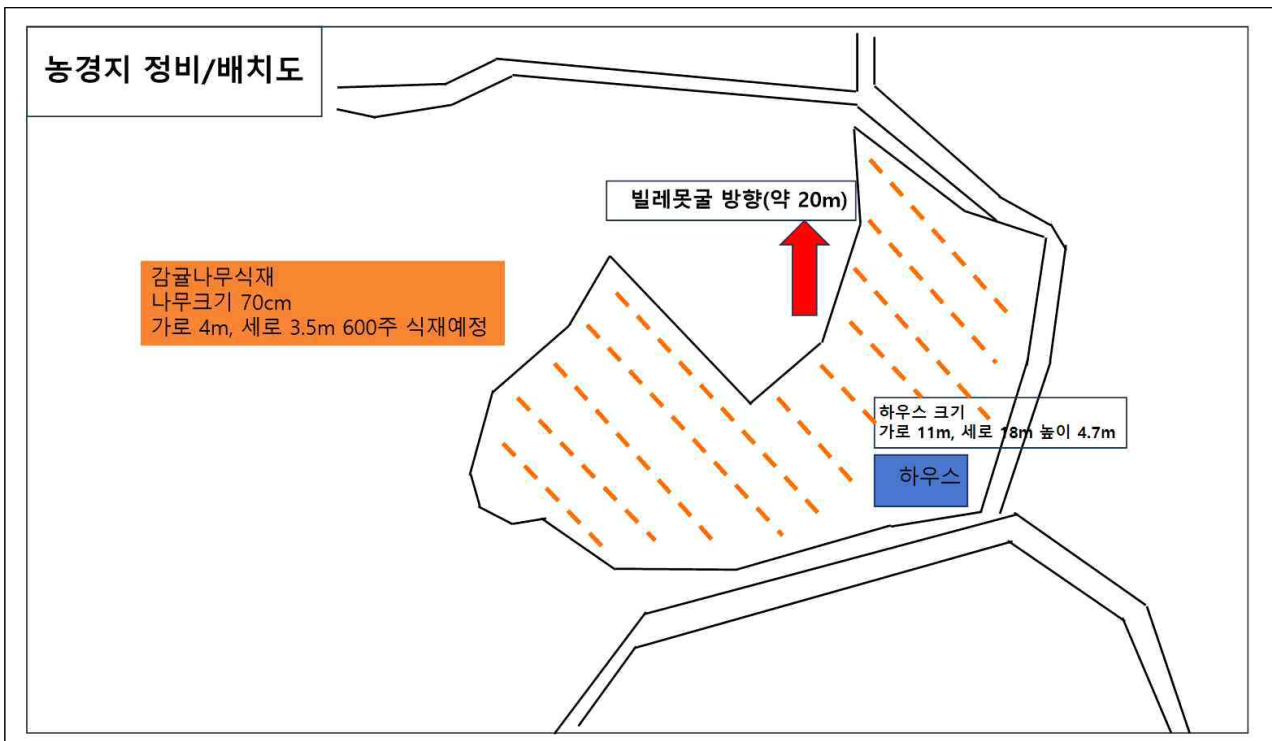 농경지 정비/배치도
빌레못굴 방향(약 20m)
감귤나무식재
나무크기 70cm
가로 4m, 세로 3.5m 600주 식재예정
하우스 크기
가로 11m, 세로 18m 높이 4.7m
하우스